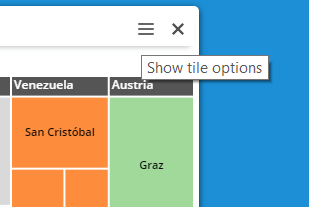 Show tile options
Venezuela Austria
San Cristóbal
Graz